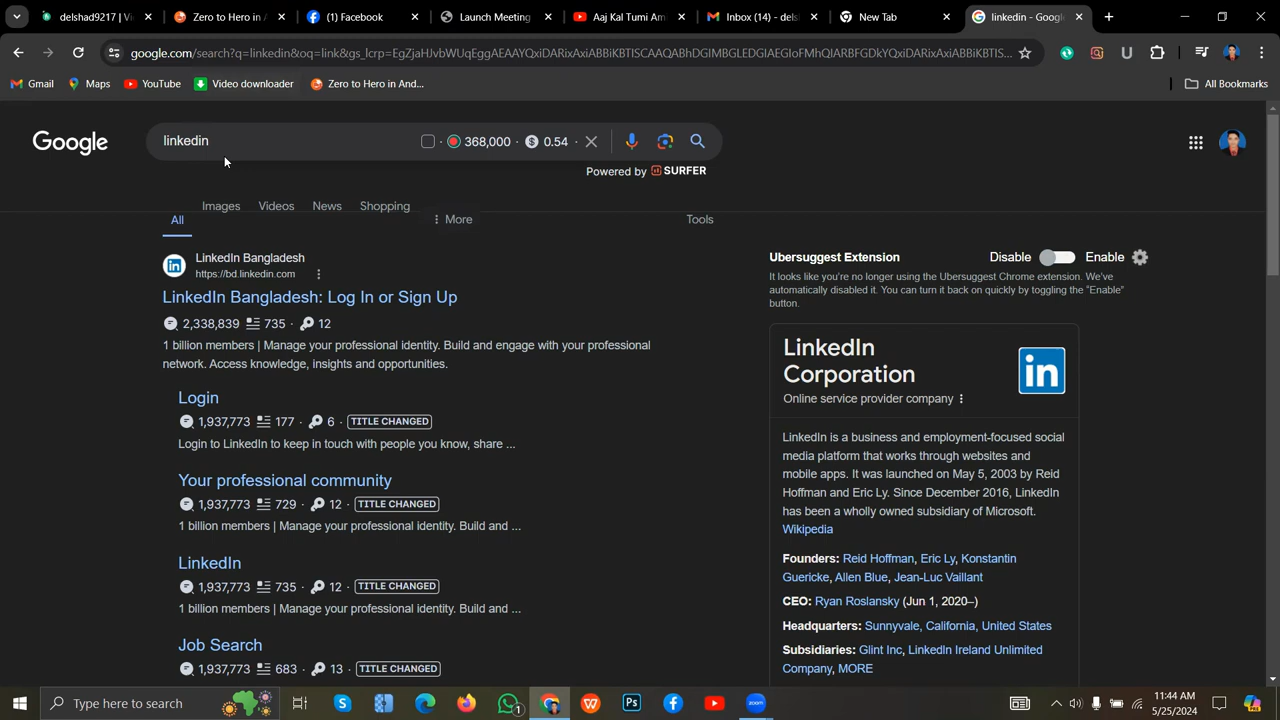 delshad9217 | V
Zero to Hero in A
(1) Facebook
Launch Meeting
Aaj Kal Tumi Am
Inbox (14) - dels
New Tab
linkedin - Goog
google.com/search?q=linkedin&oq=link&gs_lcrp=EgZjaHJvbWUqEggAEAAYQxiDARixAxiABBiKBTISCAAQABhDGIMBGLEDGIAEGIoFMhQIARBFGDkYQxiDARixAxiABBiKBTIS...
Gmail
Maps
YouTube
Video downloader
Zero to Hero in And...
All Bookmarks
Google
linkedin
368,000 · $ 0.54 ·
Powered by SURFER
All
Images
Videos
News
Shopping
More
Tools
LinkedIn Bangladesh
https://bd.linkedin.com
LinkedIn Bangladesh: Log In or Sign Up
2,338,839 735 · 12
1 billion members | Manage your professional identity. Build and engage with your professional
network. Access knowledge, insights and opportunities.
Login
1,937,773 177 · 6 TITLE CHANGED
Login to LinkedIn to keep in touch with people you know, share ...
Your professional community
1,937,773 729 · 12 TITLE CHANGED
1 billion members | Manage your professional identity. Build and ...
LinkedIn
1,937,773 735 · 12 TITLE CHANGED
1 billion members | Manage your professional identity. Build and ...
Job Search
1,937,773 683 · 13 TITLE CHANGED
Ubersuggest Extension
Disable
Enable
It looks like you're no longer using the Ubersuggest Chrome extension. We've
automatically disabled it. You can turn it back on quickly by toggling the "Enable"
button.
LinkedIn
Corporation
in
Online service provider company
LinkedIn is a business and employment-focused social
media platform that works through websites and
mobile apps. It was launched on May 5, 2003 by Reid
Hoffman and Eric Ly. Since December 2016, LinkedIn
has been a wholly owned subsidiary of Microsoft.
Wikipedia
Founders: Reid Hoffman, Eric Ly, Konstantin
Guericke, Allen Blue, Jean-Luc Vaillant
CEO: Ryan Roslansky (Jun 1, 2020–)
Headquarters: Sunnyvale, California, United States
Subsidiaries: Glint Inc, LinkedIn Ireland Unlimited
Company, MORE
Type here to search
11:44 AM
5/25/2024